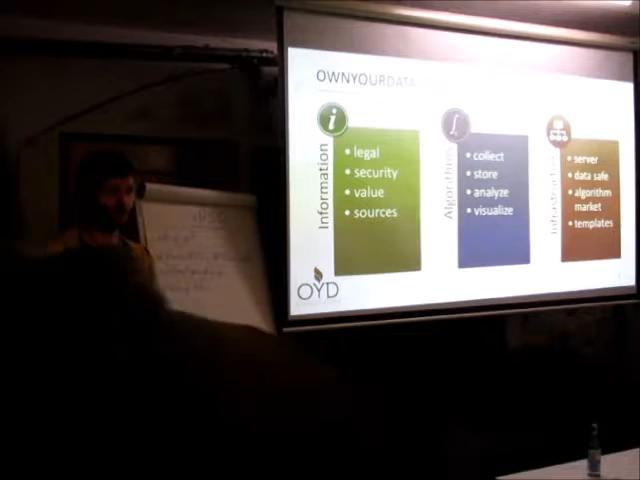 OWNYOURDATA
Information
• legal
• security
• value
• sources
Algorithms
• collect
• store
• analyze
• visualize
Infrastructure
• server
• data safe
• algorithm
market
• templates
OYD